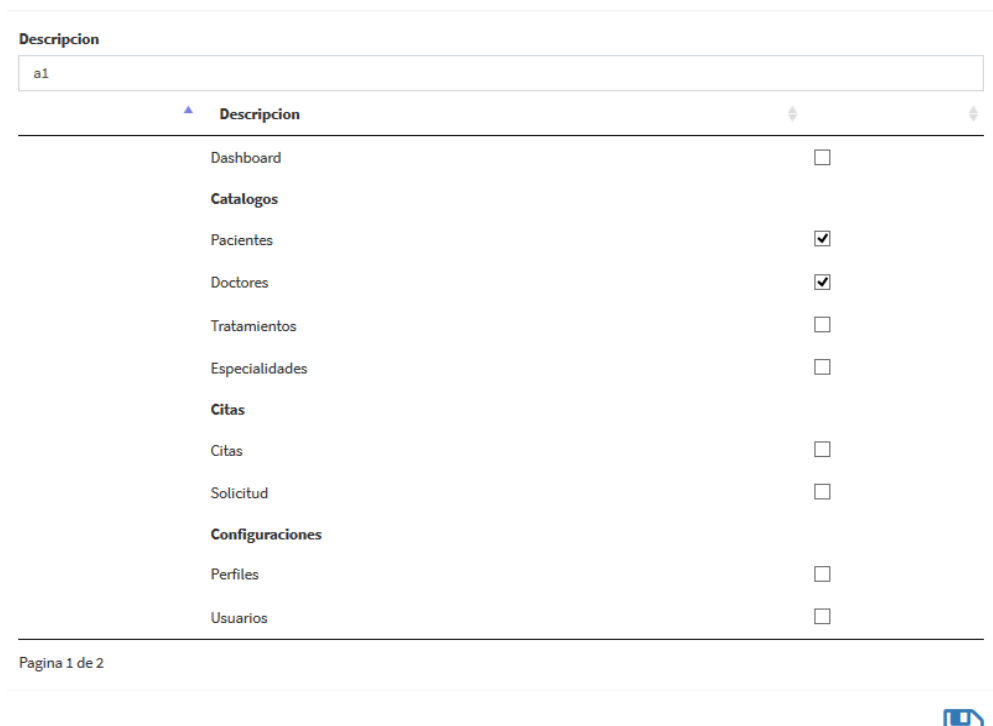 Descripcion
a1
Descripcion
Dashboard
Catalogos
Pacientes
Doctores
Tratamientos
Especialidades
Citas
Citas
Solicitud
Configuraciones
Perfiles
Usuarios
Pagina 1 de 2